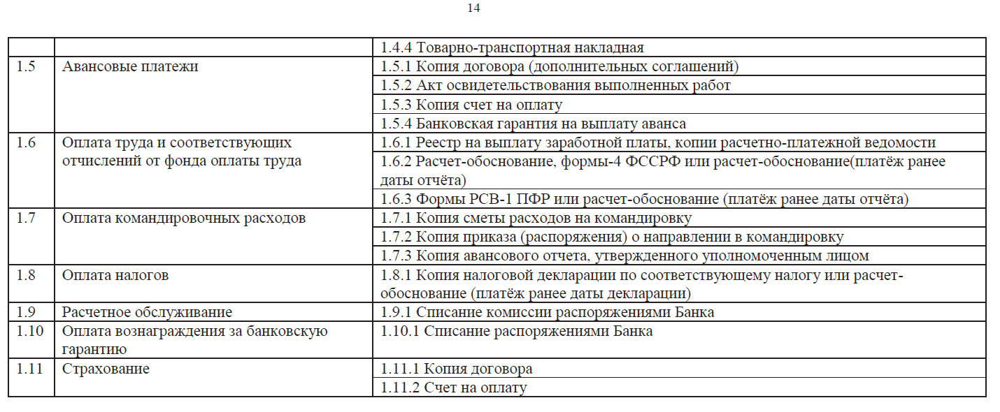 14
1.4.4 Товарно-транспортная накладная
1.5 Авансовые платежи 1.5.1 Копия договора (дополнительных соглашений)
1.5.2 Акт освидетельствования выполненных работ
1.5.3 Копия счет на оплату
1.5.4 Банковская гарантия на выплату аванса
1.6 Оплата труда и соответствующих 1.6.1 Реестр на выплату заработной платы, копии расчетно-платежной ведомости
отчислений от фонда оплаты труда 1.6.2 Расчет-обоснование, формы-4 ФССРФ или расчет-обоснование(платёж ранее
даты отчёта)
1.6.3 Формы РСВ-1 ПФР или расчет-обоснование (платёж ранее даты отчёта)
1.7 Оплата командировочных расходов 1.7.1 Копия сметы расходов на командировку
1.7.2 Копия приказа (распоряжения) о направлении в командировку
1.7.3 Копия авансового отчета, утвержденного уполномоченным лицом
1.8 Оплата налогов 1.8.1 Копия налоговой декларации по соответствующему налогу или расчет-
обоснование (платёж ранее даты декларации)
1.9 Расчетное обслуживание 1.9.1 Списание комиссии распоряжениями Банка
1.10 Оплата вознаграждения за банковскую 1.10.1 Списание распоряжениями Банка
гарантию
1.11 Страхование 1.11.1 Копия договора
1.11.2 Счет на оплату